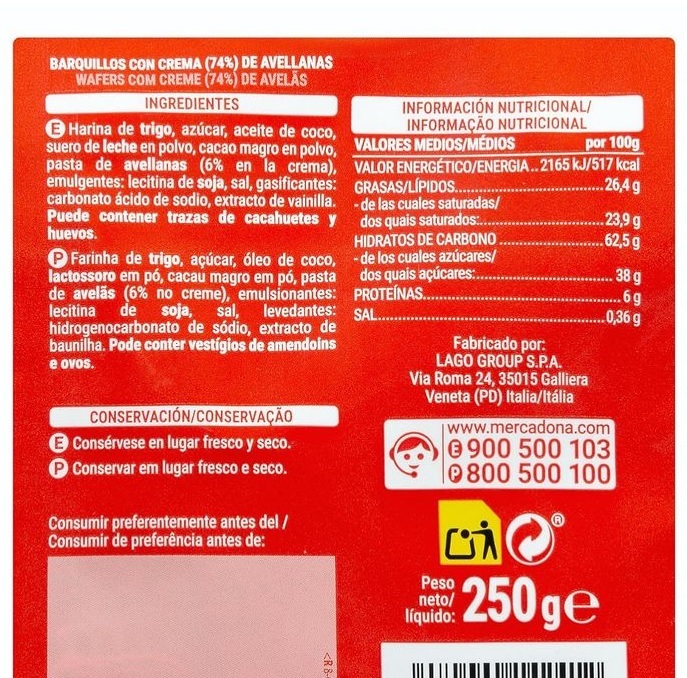 BARQUILLOS CON CREMA (74%) DE AVELLANAS
WAFERS COM CREME (74%) DE AVELÃS
INGREDIENTES
E Harina de trigo, azúcar, aceite de coco,
suero de leche en polvo, cacao magro en polvo,
pasta de avellanas (6% en la crema),
emulgentes: lecitina de soja, sal, gasificantes:
carbonato ácido de sodio, extracto de vainilla.
Puede contener trazas de cacahuetes y
huevos.
P Farinha de trigo, açúcar, óleo de coco,
lactossoro em pó, cacau magro em pó, pasta
de avelãs (6% no creme), emulsionantes:
lecitina de soja, sal, levedantes:
hidrogenocarbonato de sódio, extracto de
baunilha. Pode conter vestígios de amendoins
e ovos.
CONSERVACIÓN/CONSERVAÇÃO
E Consérvese en lugar fresco y seco.
P Conservar em lugar fresco e seco.
Consumir preferentemente antes del /
Consumir de preferência antes de:
INFORMACIÓN NUTRICIONAL/
INFORMAÇÃO NUTRICIONAL
VALORES MEDIOS/MÉDIOS por 100g
VALOR ENERGÉTICO/ENERGIA..2165 kJ/517 kcal
GRASAS/LÍPIDOS..............................26,4 g
- de las cuales saturadas/
dos quais saturados:........................23,9 g
HIDRATOS DE CARBONO .....................62,5 g
- de los cuales azúcares/
dos quais açúcares:............................38 g
PROTEÍNAS........................................6 g
SAL................................................0,36 g
Fabricado por:
LAGO GROUP S.P.A.
Via Roma 24, 35015 Galliera
Veneta (PD) Italia/Itália
www.mercadona.com
E 900 500 103
P 800 500 100
®
Peso
neto/
líquido: 250 g e